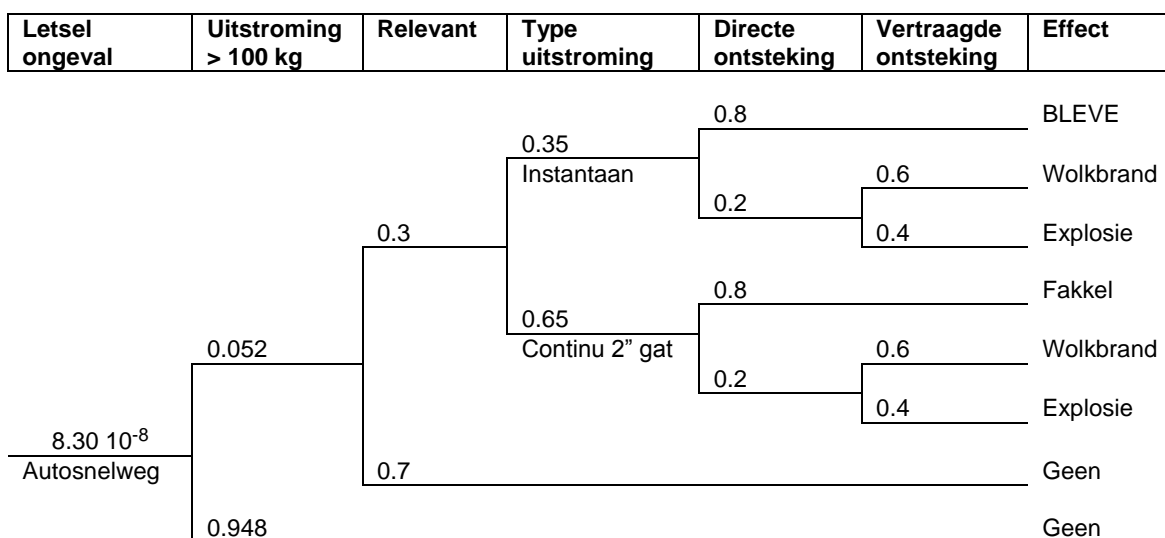 Letsel ongeval
Uitstroming > 100 kg
Relevant
Type uitstroming
Directe ontsteking
Vertraagde ontsteking
Effect
0.8
BLEVE
0.35
Instantaan
0.6
Wolkbrand
0.2
0.3
0.4
Explosie
0.8
Fakkel
0.65
Continu 2” gat
0.052
0.6
Wolkbrand
0.2
0.4
Explosie
8.30 10-8
Autosnelweg
0.7
Geen
0.948
Geen